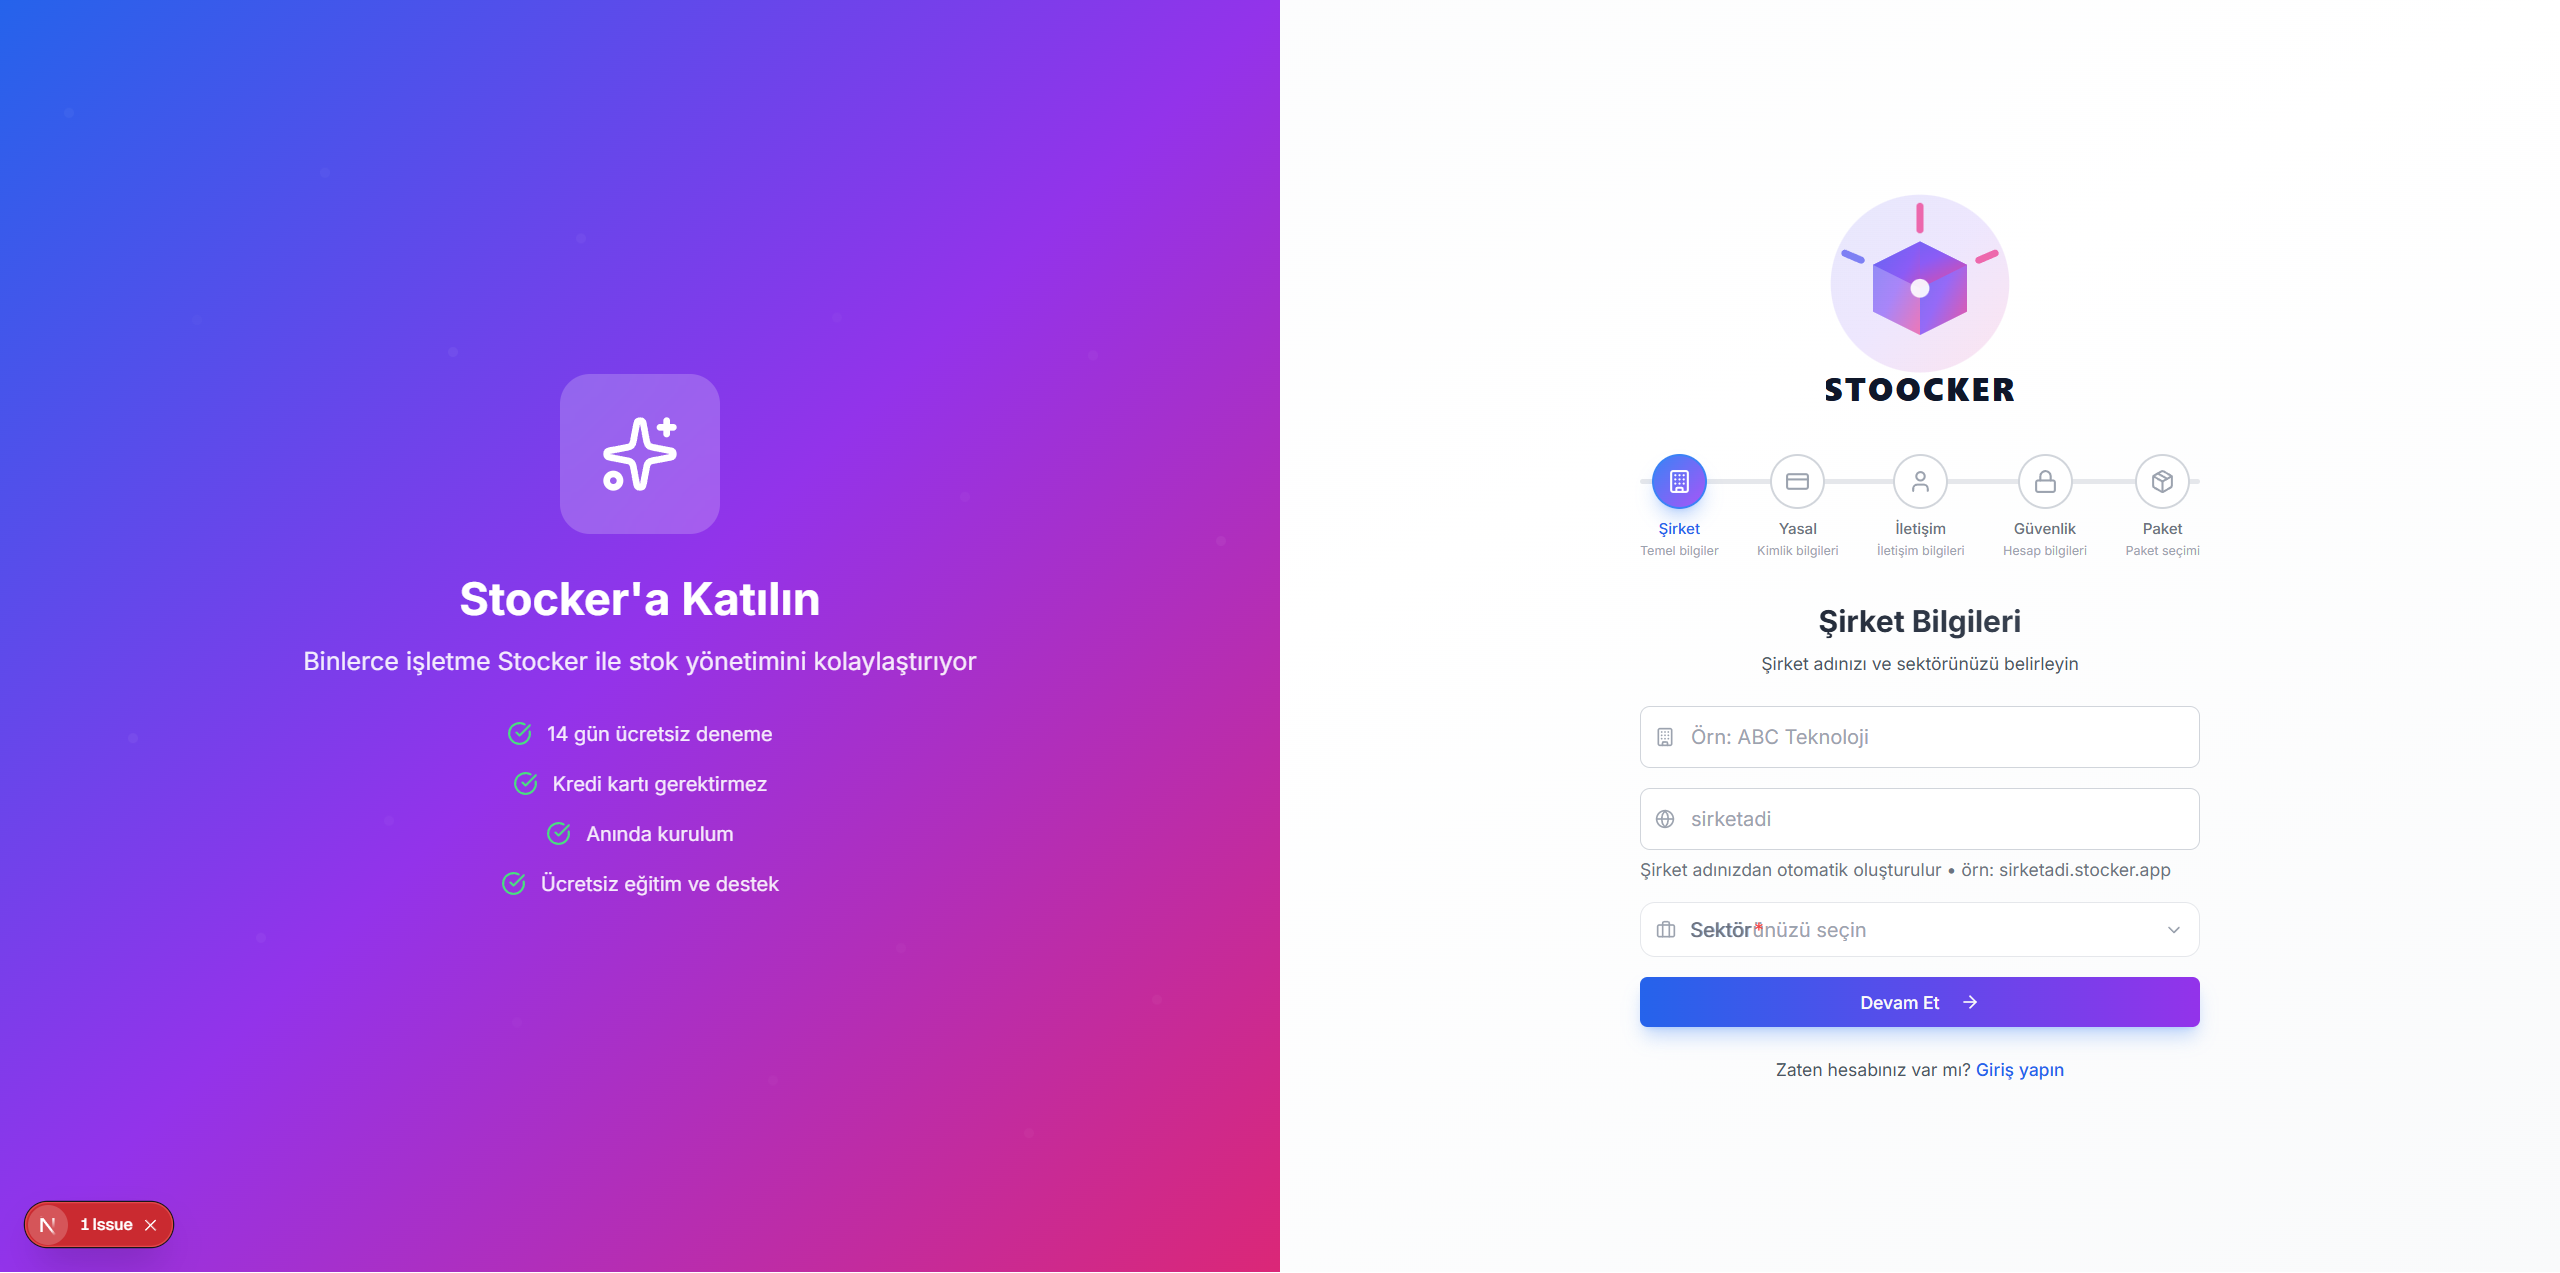 Stocker'a Katılın
Binlerce işletme Stocker ile stok yönetimini kolaylaştırıyor
14 gün ücretsiz deneme
Kredi kartı gerektirmez
Anında kurulum
Ücretsiz eğitim ve destek
1 Issue
STOOCKER
Şirket
Temel bilgiler
Yasal
Kimlik bilgileri
İletişim
İletişim bilgileri
Güvenlik
Hesap bilgileri
Paket
Paket seçimi
Şirket Bilgileri
Şirket adınızı ve sektörünüzü belirleyin
Örn: ABC Teknoloji
sirketadi
Şirket adınızdan otomatik oluşturulur • örn: sirketadi.stocker.app
Sektör*ünüzü seçin
Devam Et →
Zaten hesabınız var mı? Giriş yapın